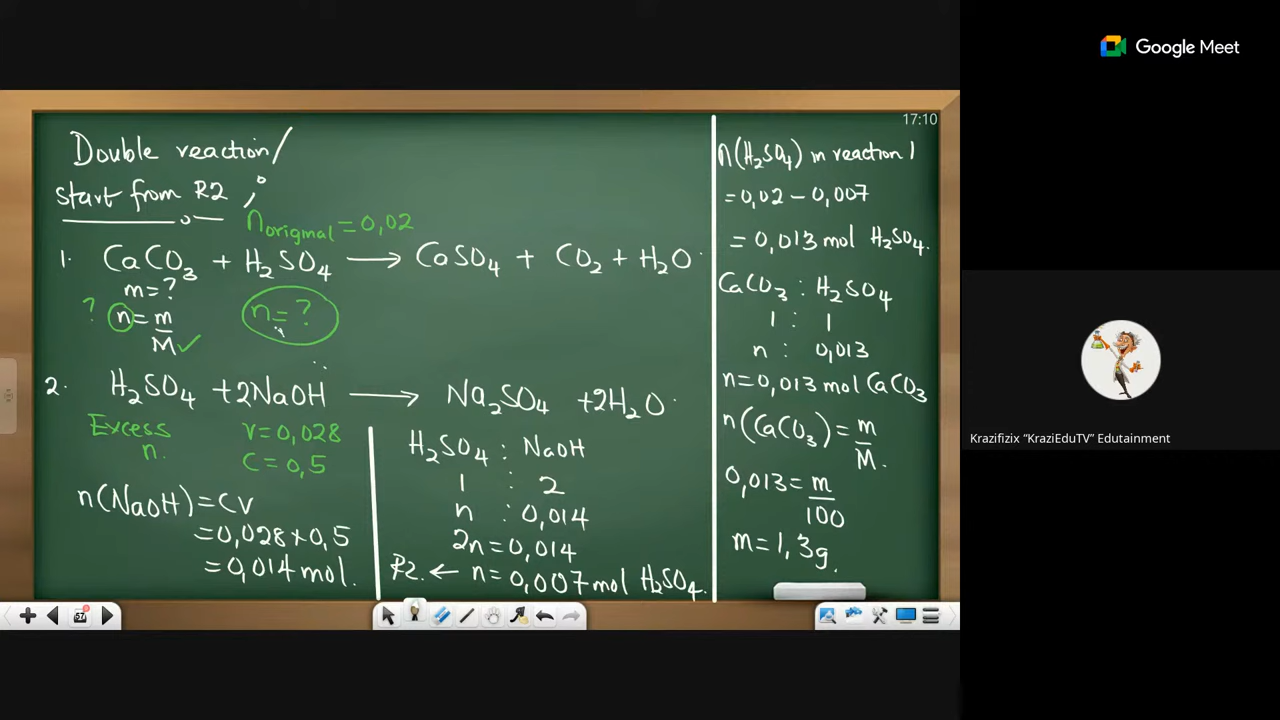 Google Meet
17:10
Double reaction/
start from R2 ;
n original = 0,02
1. CaCO3 + H2SO4 → CaSO4 + CO2 + H2O.
m = ?
? n = m/M ✓
n = ?
2. H2SO4 + 2NaOH → Na2SO4 + 2H2O.
Excess
n.
V = 0,028
C = 0,5
n(NaOH) = CV
= 0,028 × 0,5
= 0,014 mol.
H2SO4 : NaOH
1 : 2
n : 0,014
2n = 0,014
R2. ← n = 0,007 mol H2SO4.
n(H2SO4) in reaction 1
= 0,02 – 0,007
= 0,013 mol H2SO4.
CaCO3 : H2SO4
1 : 1
n : 0,013
n = 0,013 mol CaCO3
n(CaCO3) = m/M.
0,013 = m/100
m = 1,3g.
Krazifizix “KraziEduTV” Edutainment